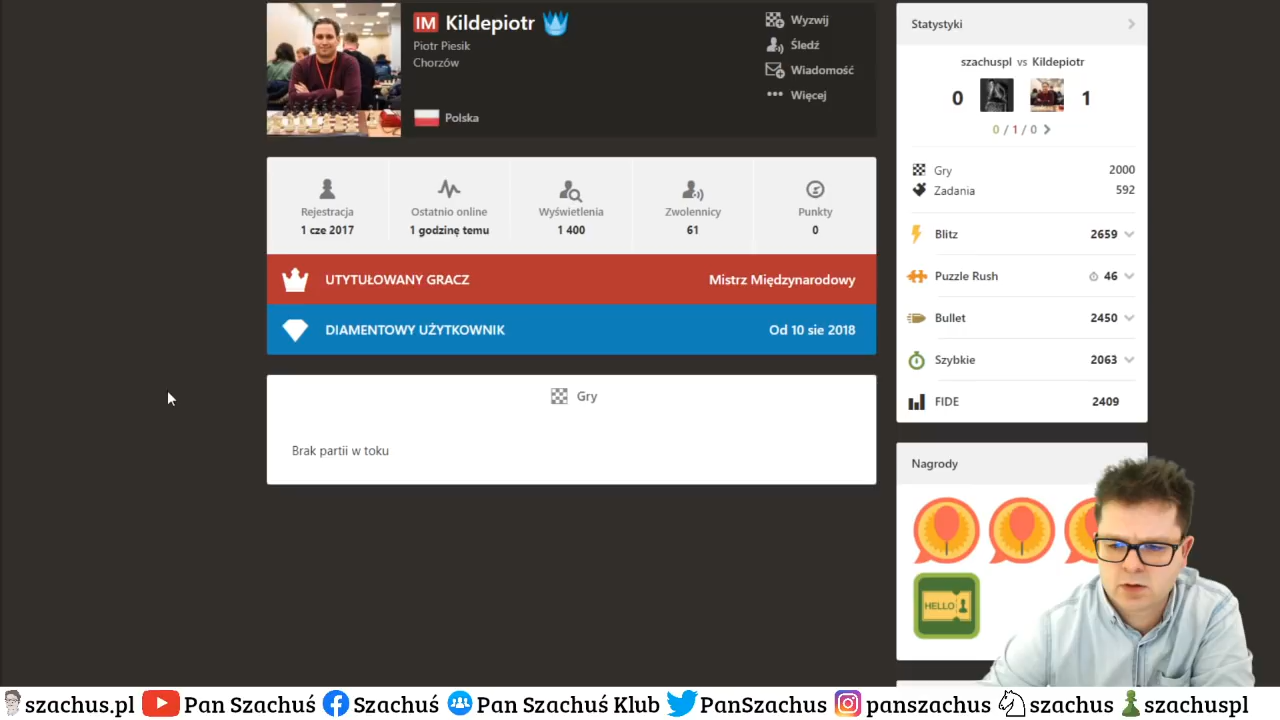 IM Kildepiotr
Piotr Piesik
Chorzów
Polska
Wyzwij
Śledź
Wiadomość
Więcej
Rejestracja
1 cze 2017
Ostatnio online
1 godzinę temu
Wyświetlenia
1 400
Zwolennicy
61
Punkty
0
UTYTUŁOWANY GRACZ Mistrz Międzynarodowy
DIAMENTOWY UŻYTKOWNIK Od 10 sie 2018
Gry
Brak partii w toku
Statystyki
szachuspl vs Kildepiotr
0 1
0 / 1 / 0
Gry 2000
Zadania 592
Blitz 2659
Puzzle Rush 46
Bullet 2450
Szybkie 2063
FIDE 2409
Nagrody
HELLO
szachus.pl Pan Szachuś Szachuś Pan Szachuś Klub PanSzachus panszachus szachus szachuspl